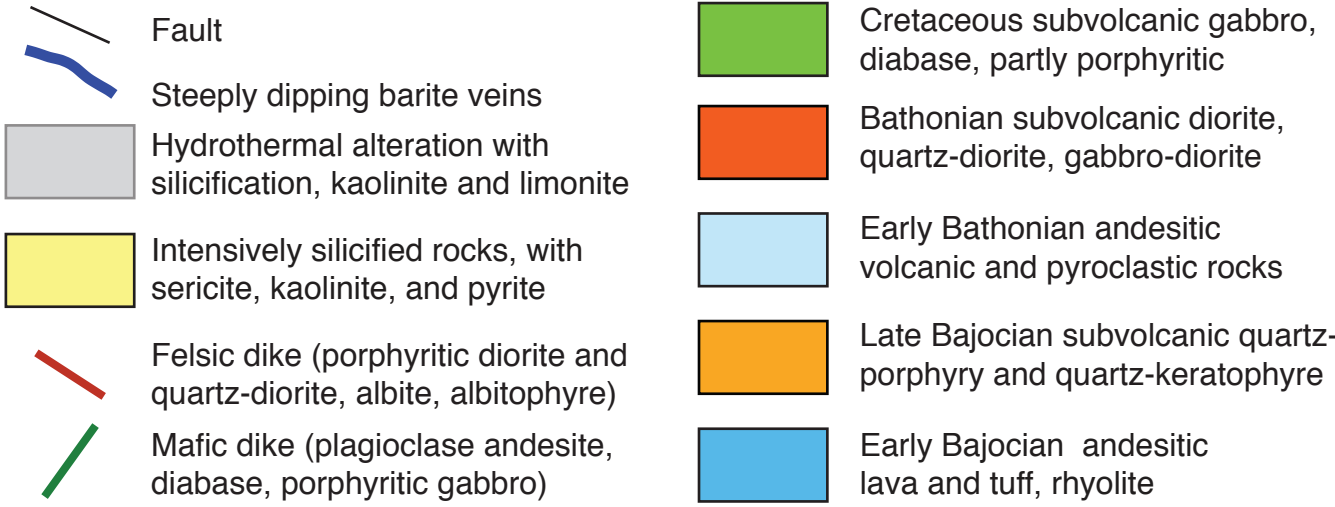 Fault
Steeply dipping barite veins
Hydrothermal alteration with
silicification, kaolinite and limonite
Intensively silicified rocks, with
sericite, kaolinite, and pyrite
Felsic dike (porphyritic diorite and
quartz-diorite, albite, albitophyre)
Mafic dike (plagioclase andesite,
diabase, porphyritic gabbro)
Cretaceous subvolcanic gabbro,
diabase, partly porphyritic
Bathonian subvolcanic diorite,
quartz-diorite, gabbro-diorite
Early Bathonian andesitic
volcanic and pyroclastic rocks
Late Bajocian subvolcanic quartz-
porphyry and quartz-keratophyre
Early Bajocian  andesitic
lava and tuff, rhyolite